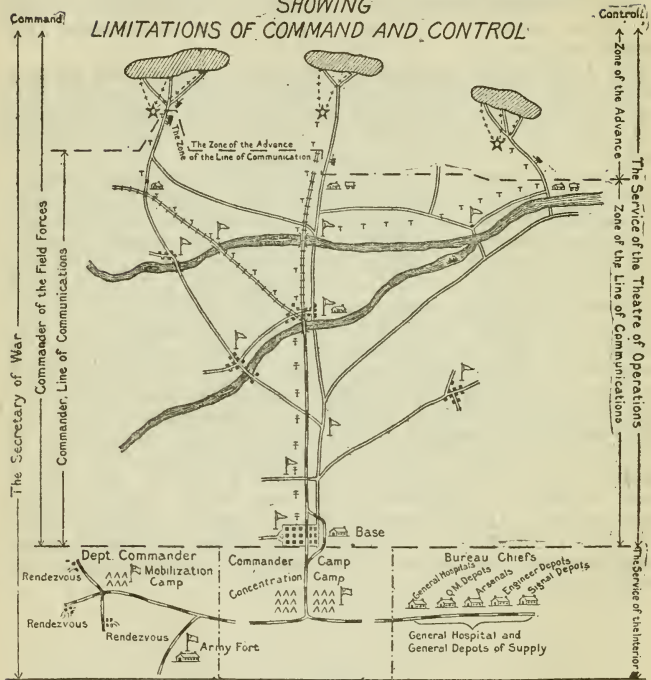 SHOWING
LIMITATIONS OF COMMAND AND CONTROL
Command
Control
The Secretary of War
Commander of the Field Forces
Commander, Line of Communications
The Zone
The Zone of the Advance
of the Line of Communication
Zone of the Advance
Zone of the Line of Communications
The Service of the Theatre of Operations
The Service of the Interior
Base
Dept. Commander
Mobilization
Camp
Rendezvous
Rendezvous
Rendezvous
Army Fort
Commander Camp
Concentration Camp
Bureau Chiefs
General Hospitals
Q.M. Depots
Arsenals
Engineer Depots
Signal Depots
General Hospital and
General Depots of Supply